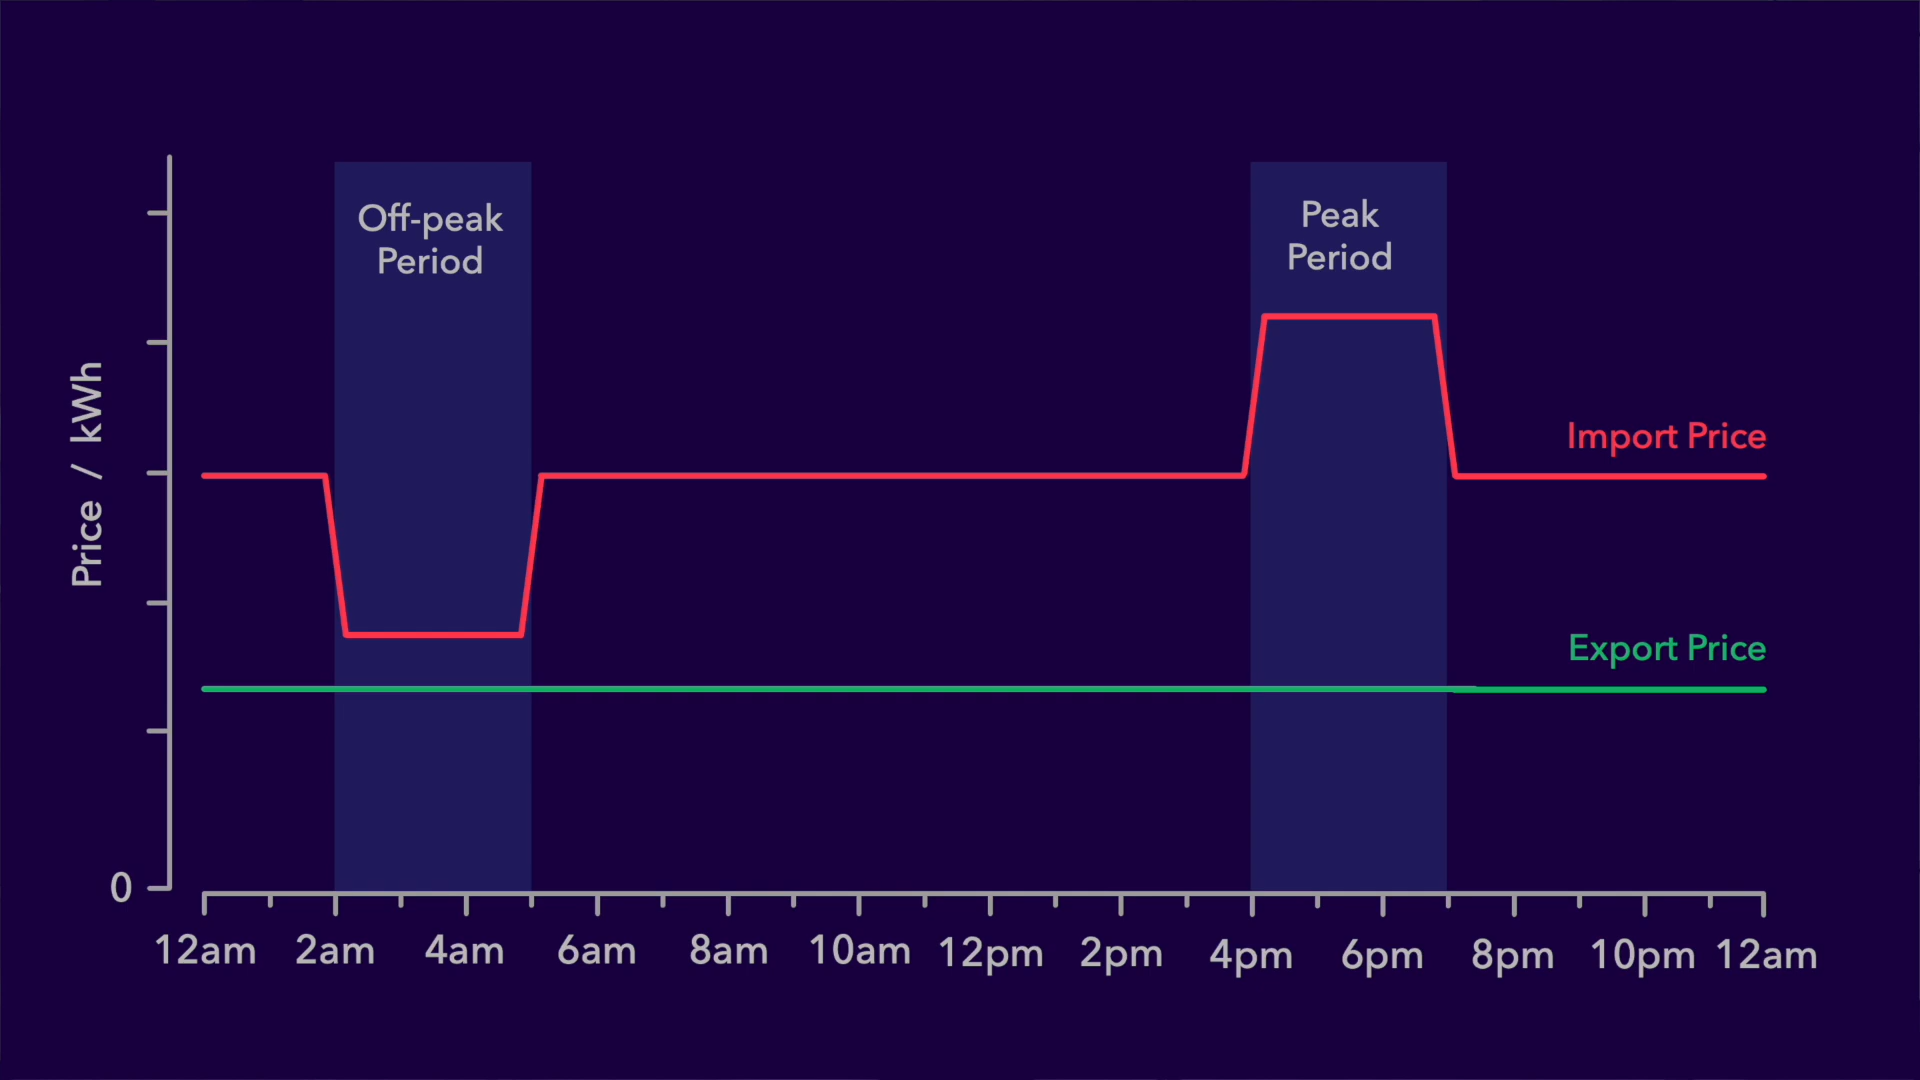 Off-peak
Period
Peak
Period
Price / kWh
Import Price
Export Price
0
12am 2am 4am 6am 8am 10am 12pm 2pm 4pm 6pm 8pm 10pm 12am